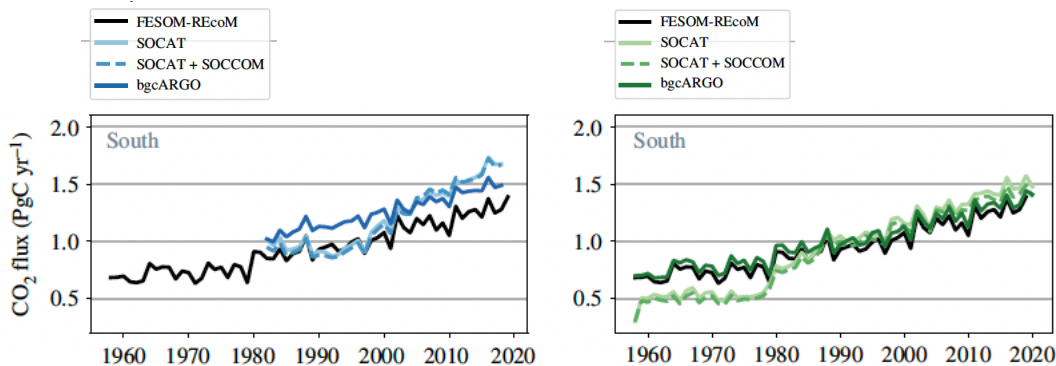 FESOM-REcoM
SOCAT
SOCAT + SOCCOM
bgcARGO
FESOM-REcoM
SOCAT
SOCAT + SOCCOM
bgcARGO
CO2 flux (PgC yr−1)
2.0
1.5
1.0
0.5
South
1960 1970 1980 1990 2000 2010 2020
2.0
1.5
1.0
0.5
South
1960 1970 1980 1990 2000 2010 2020